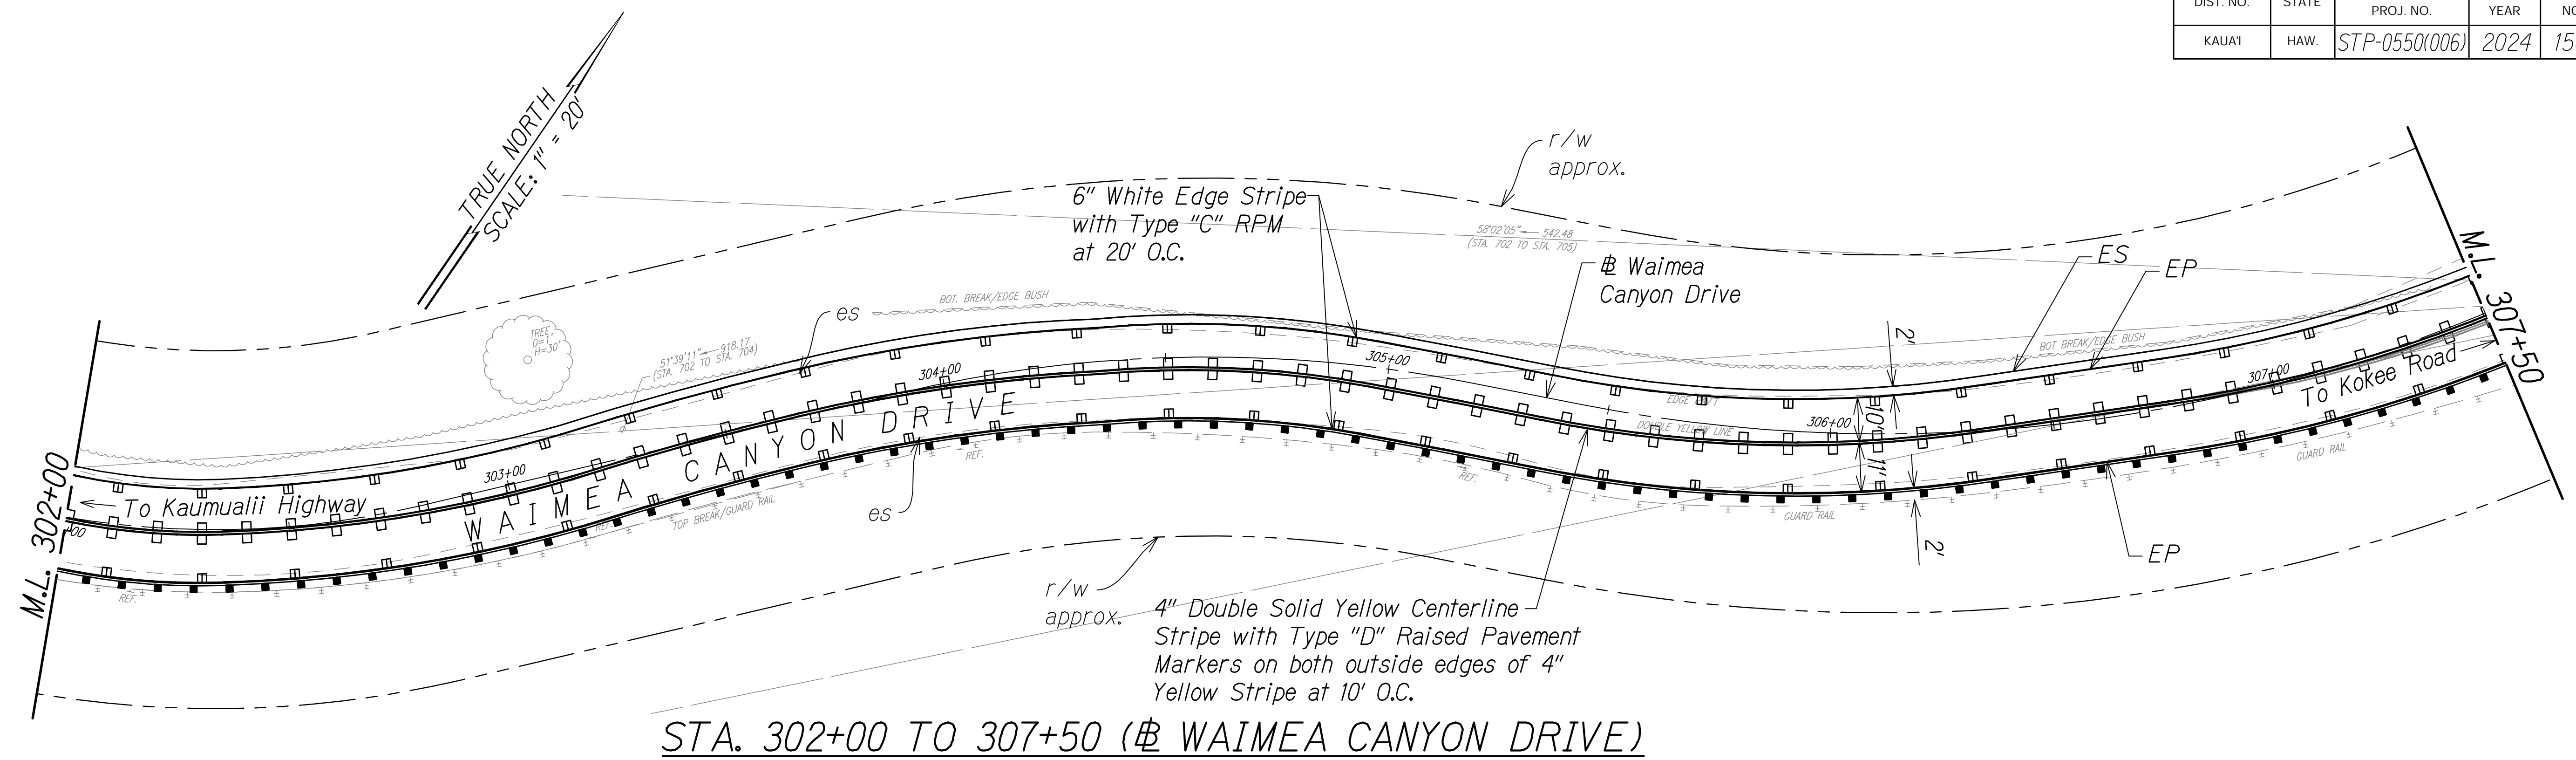 DIST. NO.
STATE
PROJ. NO.
YEAR
KAUA'I
HAW.
STP-0550(006)
2024
15
TRUE NORTH
SCALE: 1" = 20'
r/w
approx.
6" White Edge Stripe
with Type "C" RPM
at 20' O.C.
58°02'05" 542.48
(STA. 702 TO STA. 705)
℄ Waimea
Canyon Drive
ES
EP
M.L. 307+50
es
BOT. BREAK/EDGE BUSH
TREE,
D=1'
H=30'
51°39'11" 918.17
(STA. 702 TO STA. 704)
2'
BOT BREAK/EDGE BUSH
305+00
304+00
307+00
To Kokee Road
EDGE
306+00
10'
11'
DOUBLE YELLOW LINE
WAIMEA CANYON DRIVE
303+00
M.L. 302+00
To Kaumualii Highway
+00
REF.
REF.
REF.
REF.
TOP BREAK/GUARD RAIL
es
GUARD RAIL
GUARD RAIL
2'
EP
r/w
approx.
4" Double Solid Yellow Centerline
Stripe with Type "D" Raised Pavement
Markers on both outside edges of 4"
Yellow Stripe at 10' O.C.
STA. 302+00 TO 307+50 (℄ WAIMEA CANYON DRIVE)